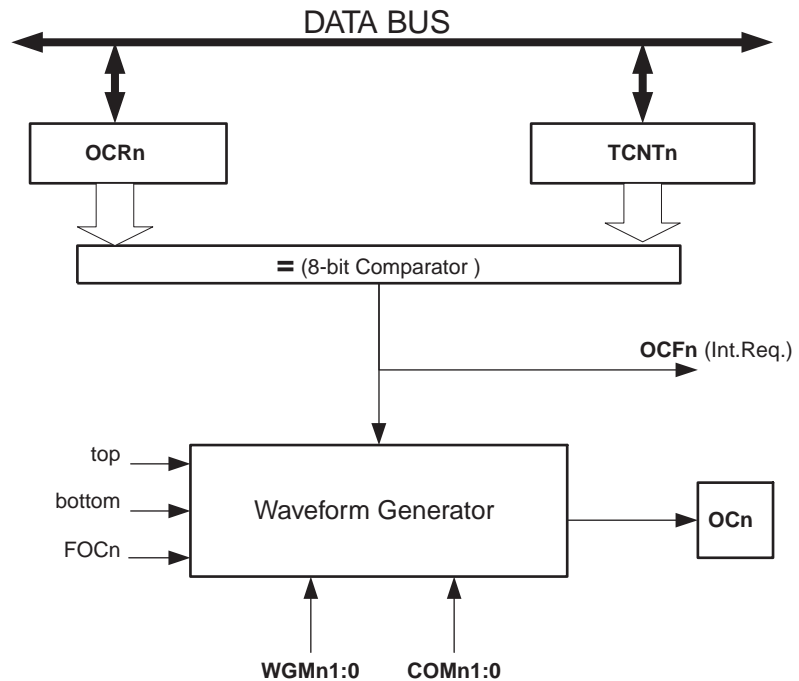 DATA BUS
OCRn
TCNTn
= (8-bit Comparator )
OCFn (Int.Req.)
top
bottom
FOCn
Waveform Generator
OCn
WGMn1:0
COMn1:0